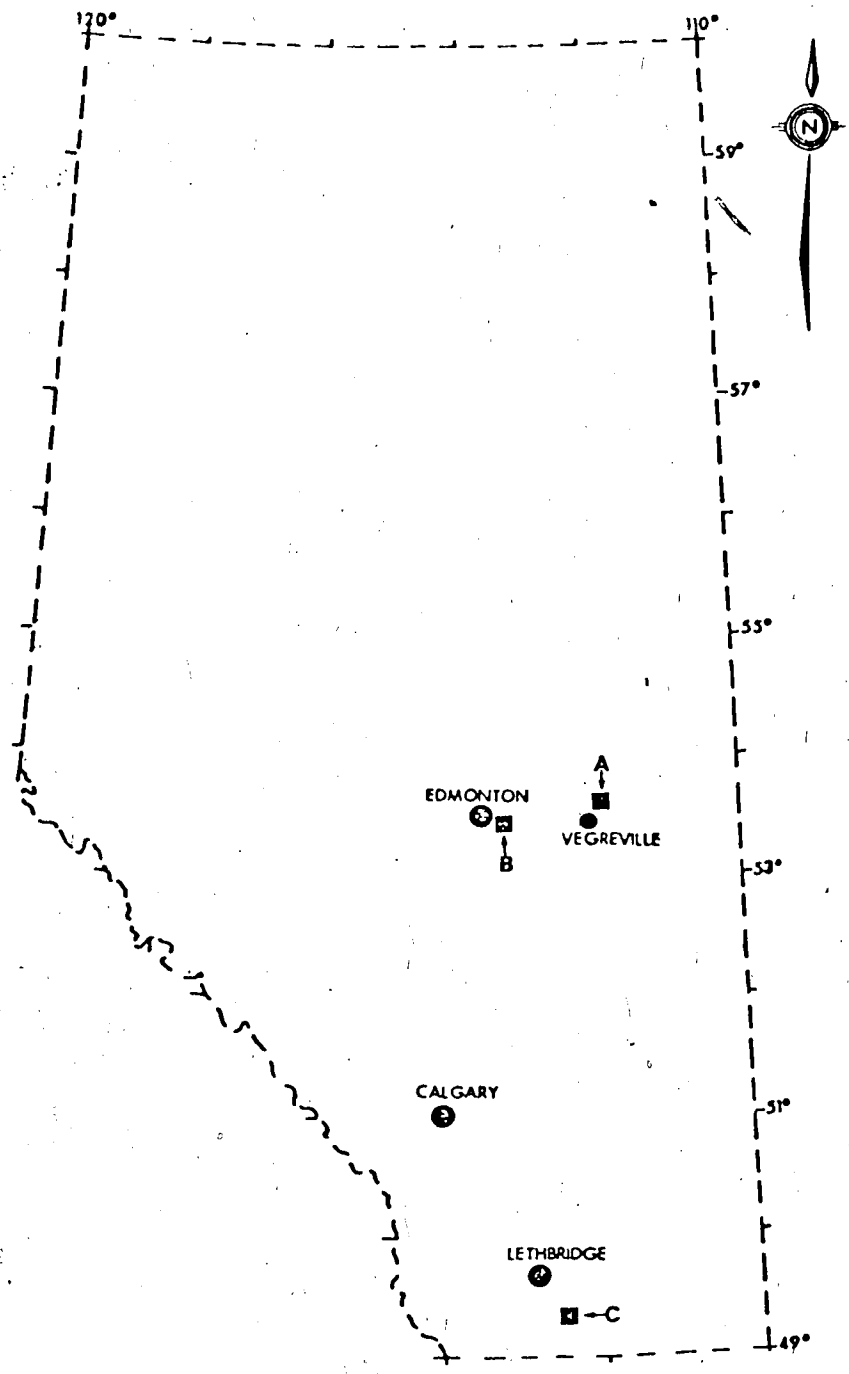 120°
110°
N
59°
57°
55°
A
EDMONTON
VEGREVILLE
B
53°
CALGARY
51°
LETHBRIDGE
C
49°